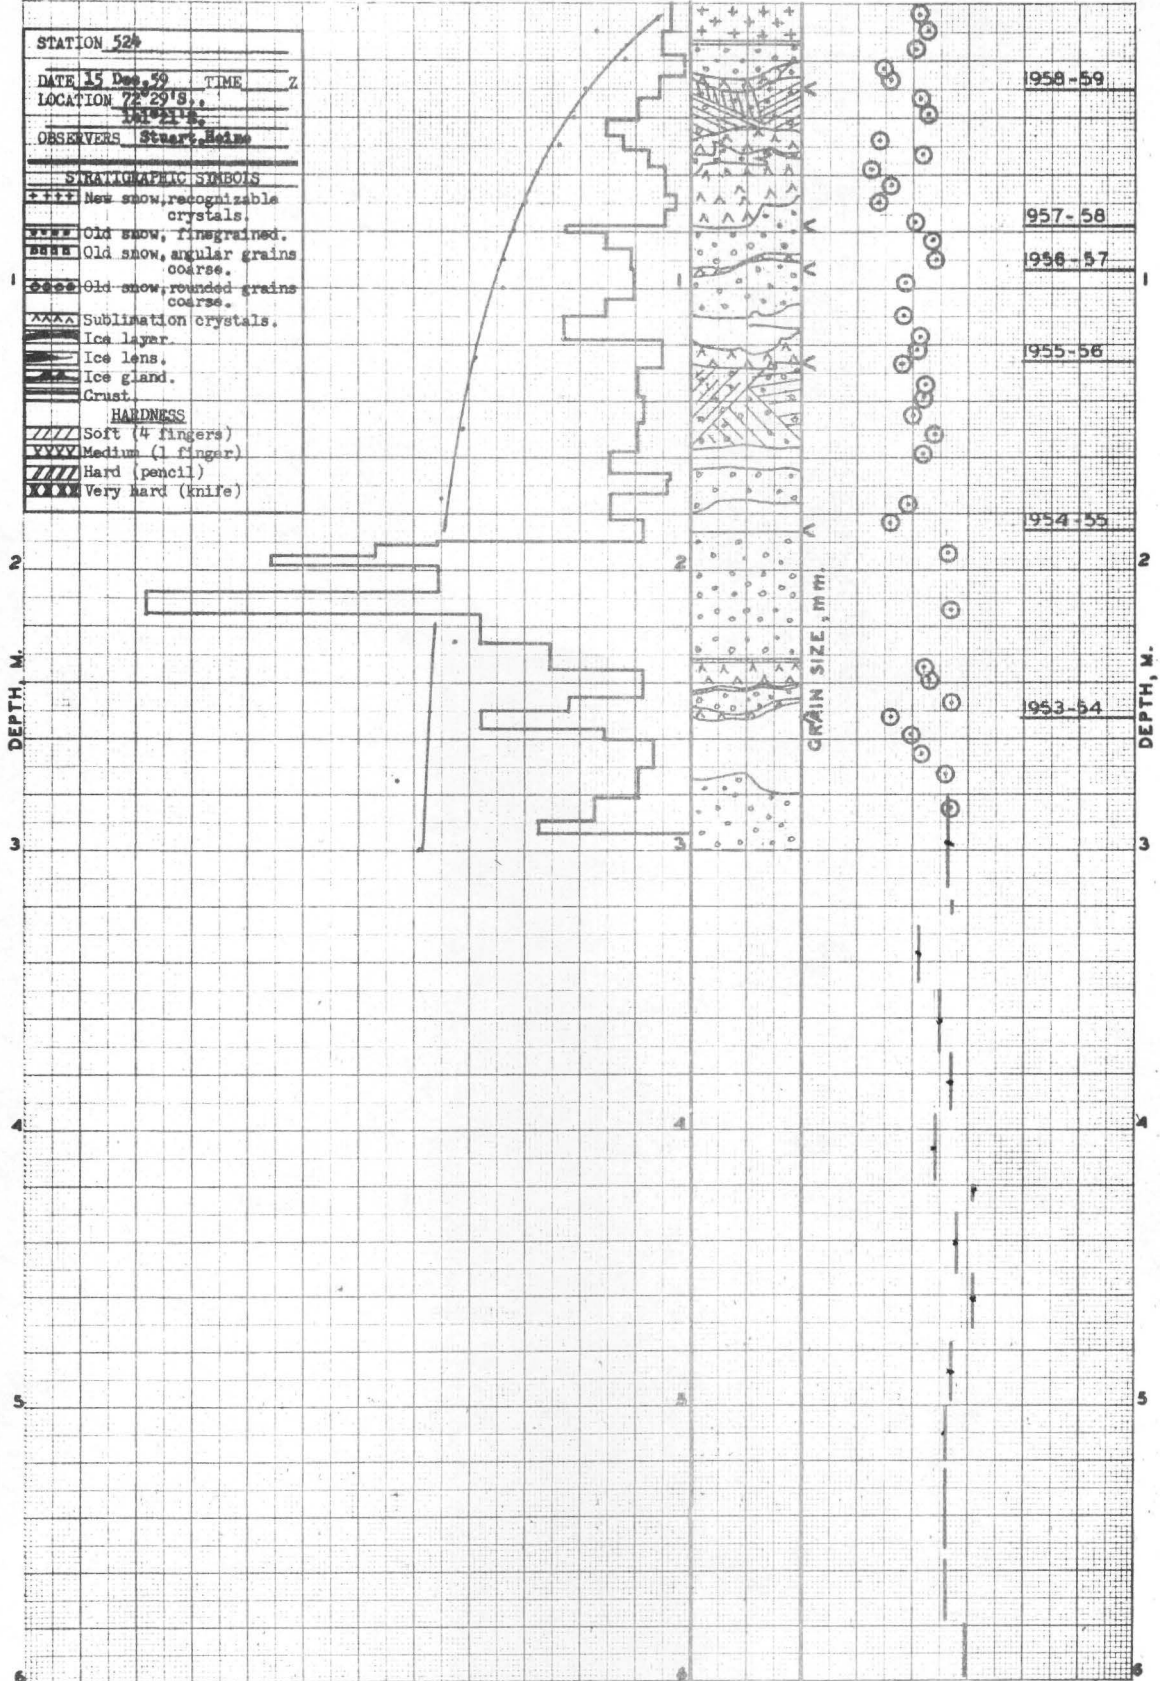 STATION 524
DATE 15 Dec,59 TIME Z
LOCATION 72°29'S.,
OBSERVERS Stuart,Heine
STRATIGRAPHIC SYMBOLS
++++ New snow,recognizable
crystals.
Old snow, finegrained.
Old snow, angular grains
coarse.
Old snow,rounded grains
coarse.
Sublimation crystals.
Ice layer.
Ice lens.
Ice gland.
Crust
HARDNESS
Soft (4 fingers)
Medium (1 finger)
Hard (pencil)
Very hard (knife)
1958-59
1957-58
1956-57
1 1
1955-56
1954-55
2 2 2
GRAIN SIZE, mm.
DEPTH, M.
DEPTH, M.
1953-54
3 3 3
4 4 4
5 5 5
6 6 6